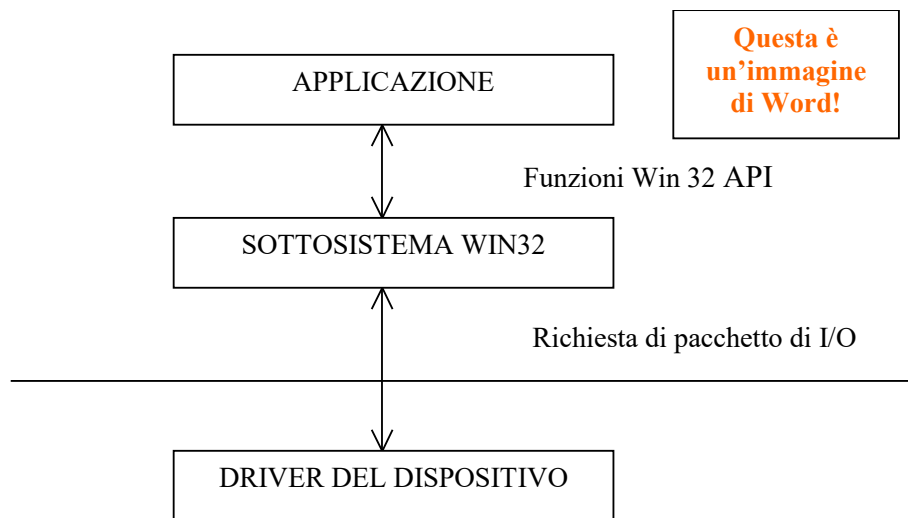 Questa è
un’immagine
di Word!
APPLICAZIONE
Funzioni Win 32 API
SOTTOSISTEMA WIN32
Richiesta di pacchetto di I/O
DRIVER DEL DISPOSITIVO